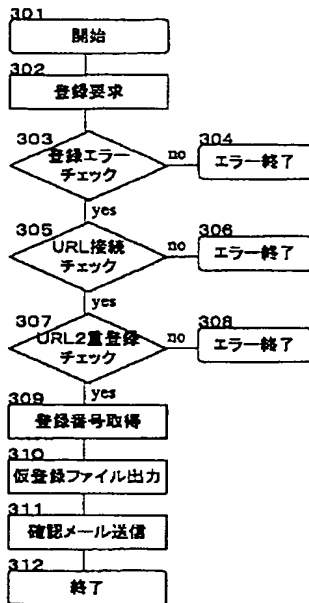 301
開始
302
登録要求
303
登録エラー
チェック
no
304
エラー終了
yes
305
URL接続
チェック
no
306
エラー終了
yes
307
URL2重登録
チェック
no
308
エラー終了
yes
309
登録番号取得
310
仮登録ファイル出力
311
確認メール送信
312
終了